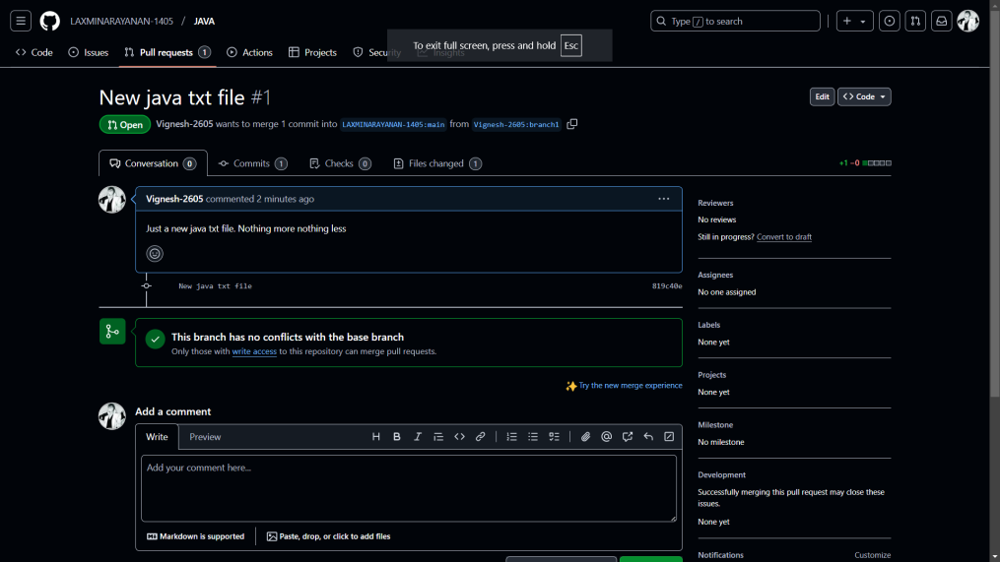 LAXMINARAYANAN-1405 / JAVA
Type / to search
Code Issues Pull requests 1 Actions Projects Security Insights
To exit full screen, press and hold Esc
New java txt file #1
Edit
Code
Open
Vignesh-2605 wants to merge 1 commit into LAXMINARAYANAN-1405:main from Vignesh-2605:branch1
Conversation 0 Commits 1 Checks 0 Files changed 1
+1 −0
Vignesh-2605 commented 2 minutes ago
Just a new java txt file. Nothing more nothing less
New java txt file
819c40e
This branch has no conflicts with the base branch
Only those with write access to this repository can merge pull requests.
Try the new merge experience
Add a comment
Write Preview
Add your comment here...
Markdown is supported
Paste, drop, or click to add files
Reviewers
No reviews
Still in progress? Convert to draft
Assignees
No one assigned
Labels
None yet
Projects
None yet
Milestone
No milestone
Development
Successfully merging this pull request may close these
issues.
None yet
Notifications
Customize